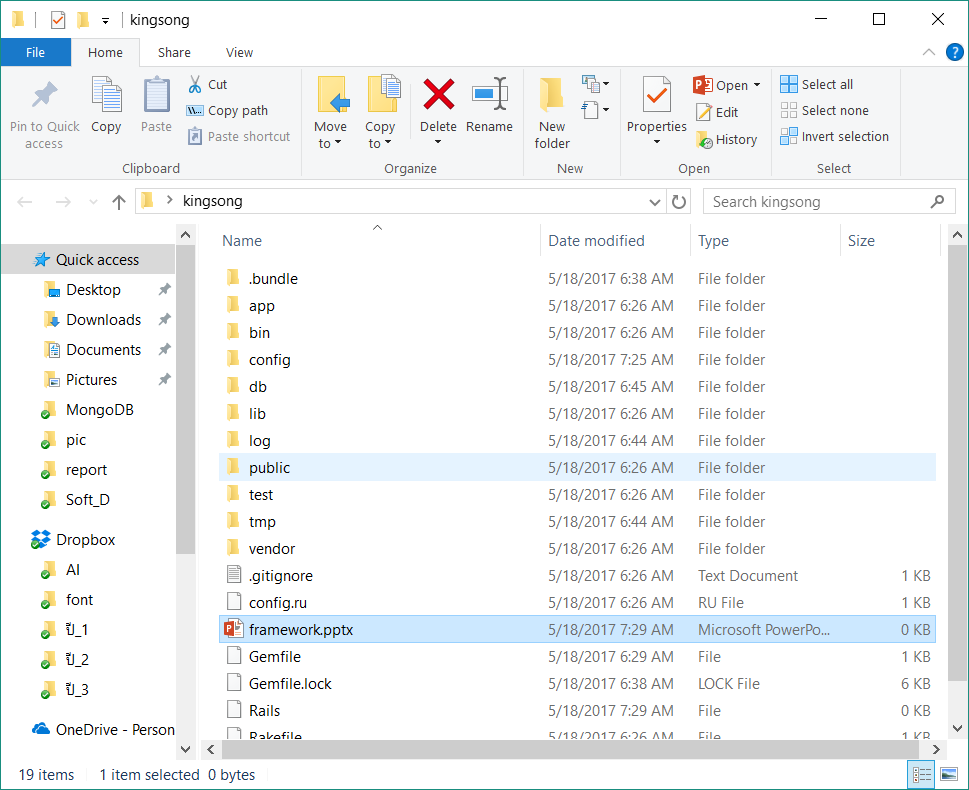 kingsong
File Home Share View
Pin to Quick access
Copy
Paste
Cut
Copy path
Paste shortcut
Clipboard
Move to
Copy to
Delete
Rename
Organize
New folder
New
Properties
Open
Edit
History
Open
Select all
Select none
Invert selection
Select
kingsong
Search kingsong
Quick access
Desktop
Downloads
Documents
Pictures
MongoDB
pic
report
Soft_D
Dropbox
AI
font
ปี_1
ปี_2
ปี_3
OneDrive - Person
Name Date modified Type Size
.bundle 5/18/2017 6:38 AM File folder
app 5/18/2017 6:26 AM File folder
bin 5/18/2017 6:26 AM File folder
config 5/18/2017 7:25 AM File folder
db 5/18/2017 6:45 AM File folder
lib 5/18/2017 6:26 AM File folder
log 5/18/2017 6:44 AM File folder
public 5/18/2017 6:26 AM File folder
test 5/18/2017 6:26 AM File folder
tmp 5/18/2017 6:44 AM File folder
vendor 5/18/2017 6:26 AM File folder
.gitignore 5/18/2017 6:26 AM Text Document 1 KB
config.ru 5/18/2017 6:26 AM RU File 1 KB
framework.pptx 5/18/2017 7:29 AM Microsoft PowerPo... 0 KB
Gemfile 5/18/2017 6:29 AM File 1 KB
Gemfile.lock 5/18/2017 6:38 AM LOCK File 6 KB
Rails 5/18/2017 7:29 AM File 0 KB
Rakefile 5/18/2017 6:26 AM File 1 KB
19 items 1 item selected 0 bytes